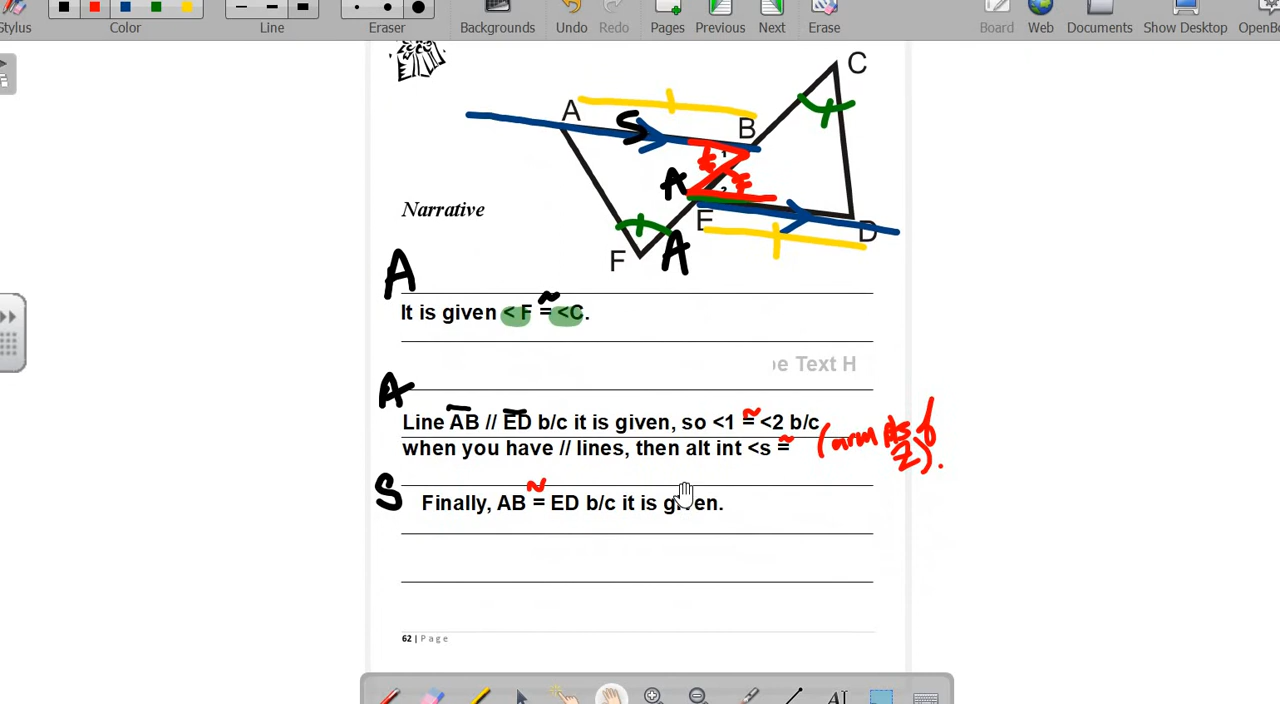 Stylus Color Line Eraser Backgrounds Undo Redo Pages Previous Next Erase Board Web Documents Show Desktop
C
A S B
1
A 2
Narrative
E D
F A
A
It is given < F ≅ <C.
A
Line AB // ED b/c it is given, so <1 ≅ <2 b/c
when you have // lines, then alt int <s ≅
S Finally, AB ≅ ED b/c it is given.
62 | Page